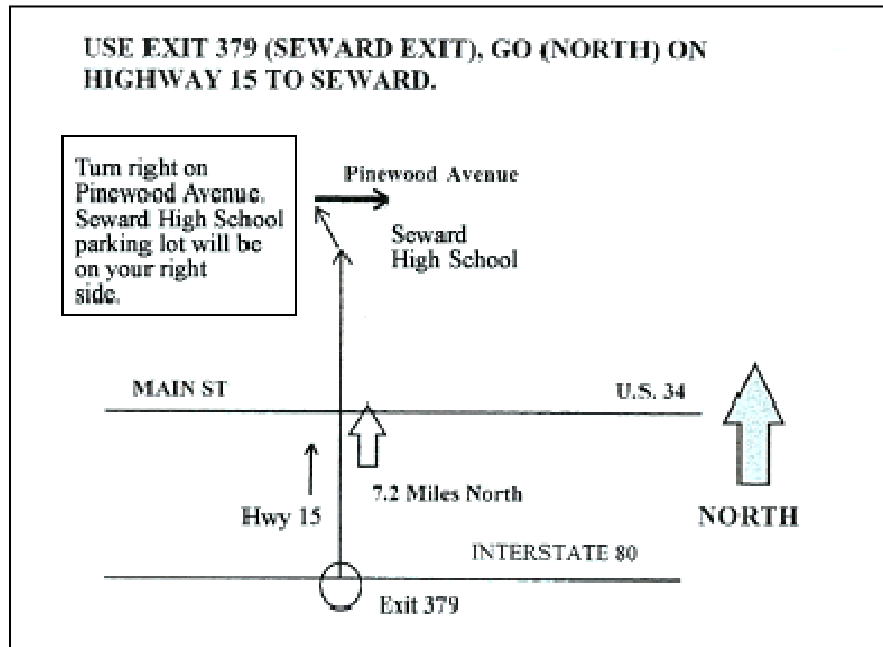 USE EXIT 379 (SEWARD EXIT), GO (NORTH) ON
HIGHWAY 15 TO SEWARD.
Turn right on
Pinewood Avenue.
Seward High School
parking lot will be
on your right
side.
Pinewood Avenue
Seward
High School
MAIN ST
U.S. 34
7.2 Miles North
Hwy 15
NORTH
INTERSTATE 80
Exit 379